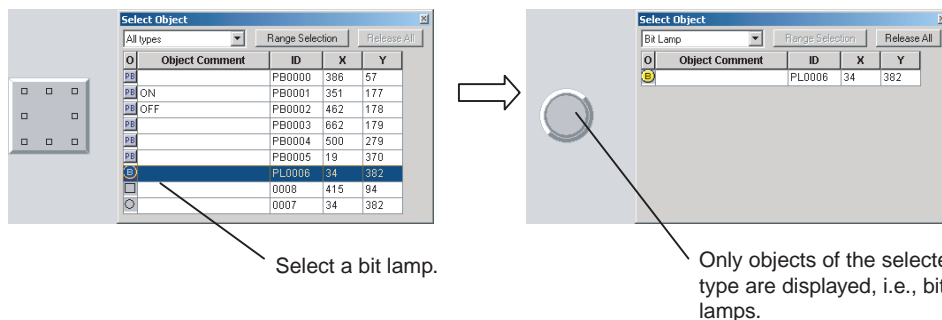 Select Object
All types Range Selection Release All
O Object Comment ID X Y
PB PB0000 386 57
PB ON PB0001 351 177
PB OFF PB0002 462 178
PB PB0003 662 179
PB PB0004 500 279
PB PB0005 19 370
B PL0006 34 382
0008 415 94
0007 34 382
Select a bit lamp.
Select Object
Bit Lamp Range Selection Release All
O Object Comment ID X Y
B PL0006 34 382
Only objects of the selecte
type are displayed, i.e., bit
lamps.